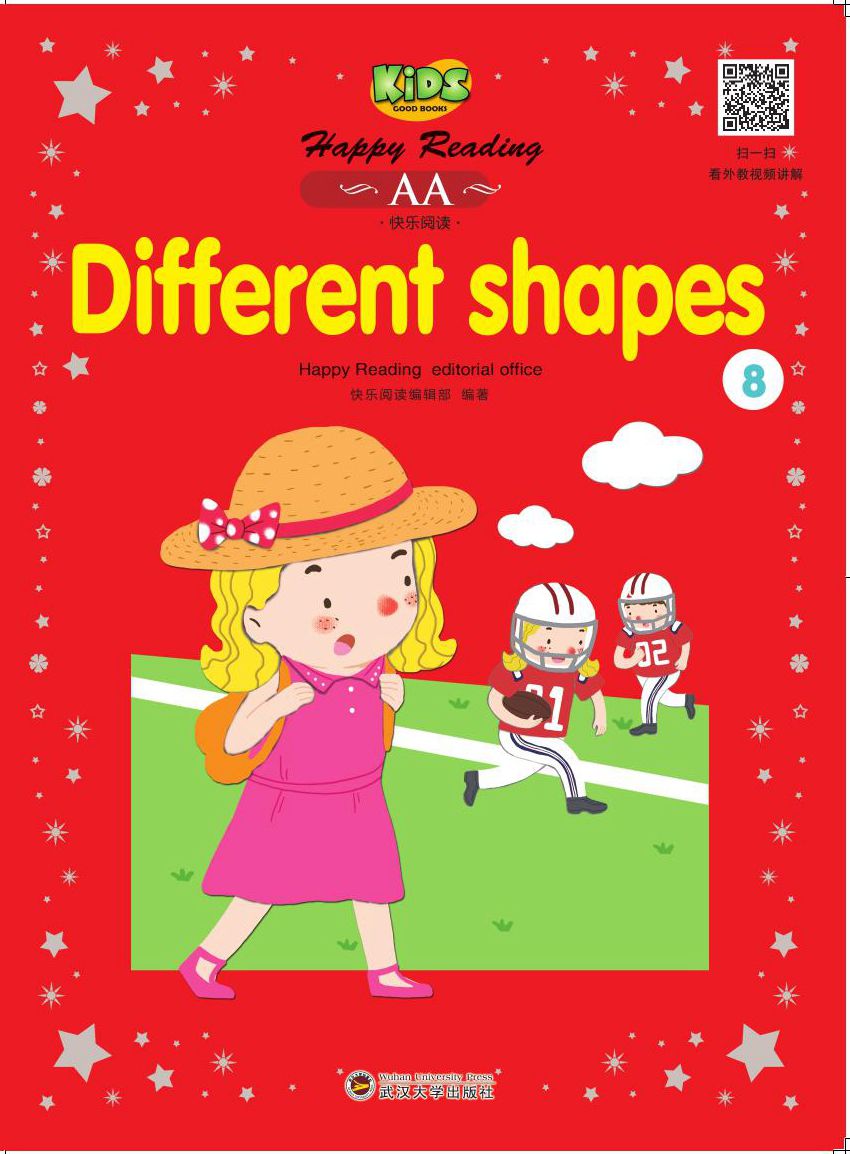 KiDS
GOOD BOOKS
扫一扫
看外教视频讲解
Happy Reading
AA
·快乐阅读·
Different shapes
Happy Reading editorial office
快乐阅读编辑部 编著
8
01
02
Wuhan University Press
武汉大学出版社